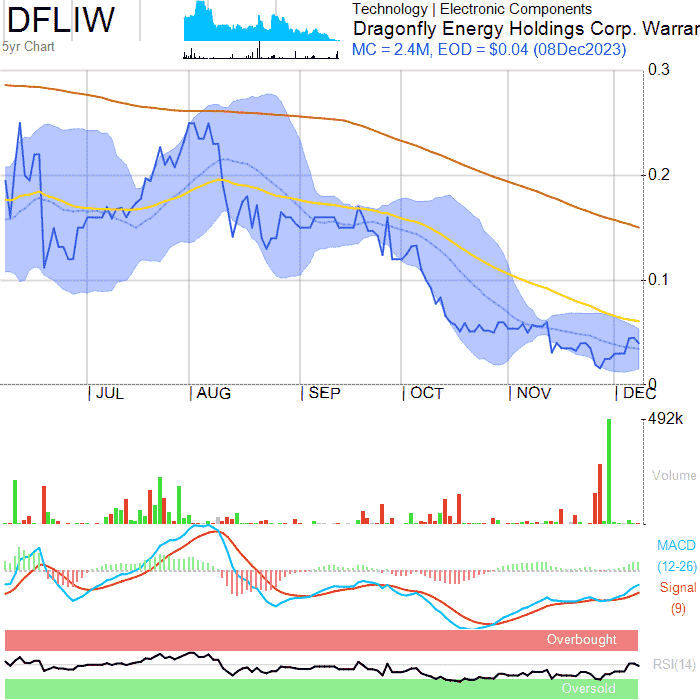 DFLIW
5yr Chart
Technology | Electronic Components
Dragonfly Energy Holdings Corp. Warran
MC = 2.4M, EOD = $0.04 (08Dec2023)
0.3
0.2
0.1
0
JUL AUG SEP OCT NOV DEC
492k
Volume
MACD
(12-26)
Signal
(9)
Overbought
RSI(14)
Oversold